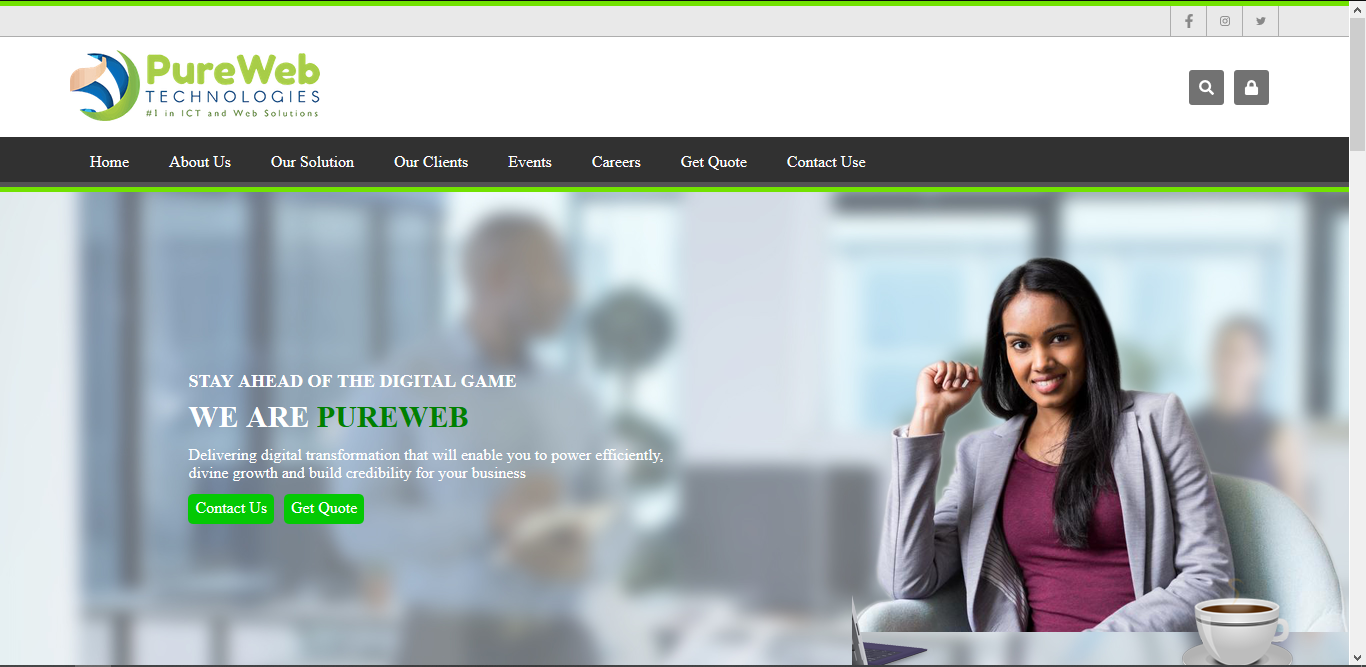 PureWeb
TECHNOLOGIES
#1 in ICT and Web Solutions
Home About Us Our Solution Our Clients Events Careers Get Quote Contact Use
STAY AHEAD OF THE DIGITAL GAME
WE ARE PUREWEB
Delivering digital transformation that will enable you to power efficiently,
divine growth and build credibility for your business
Contact Us Get Quote